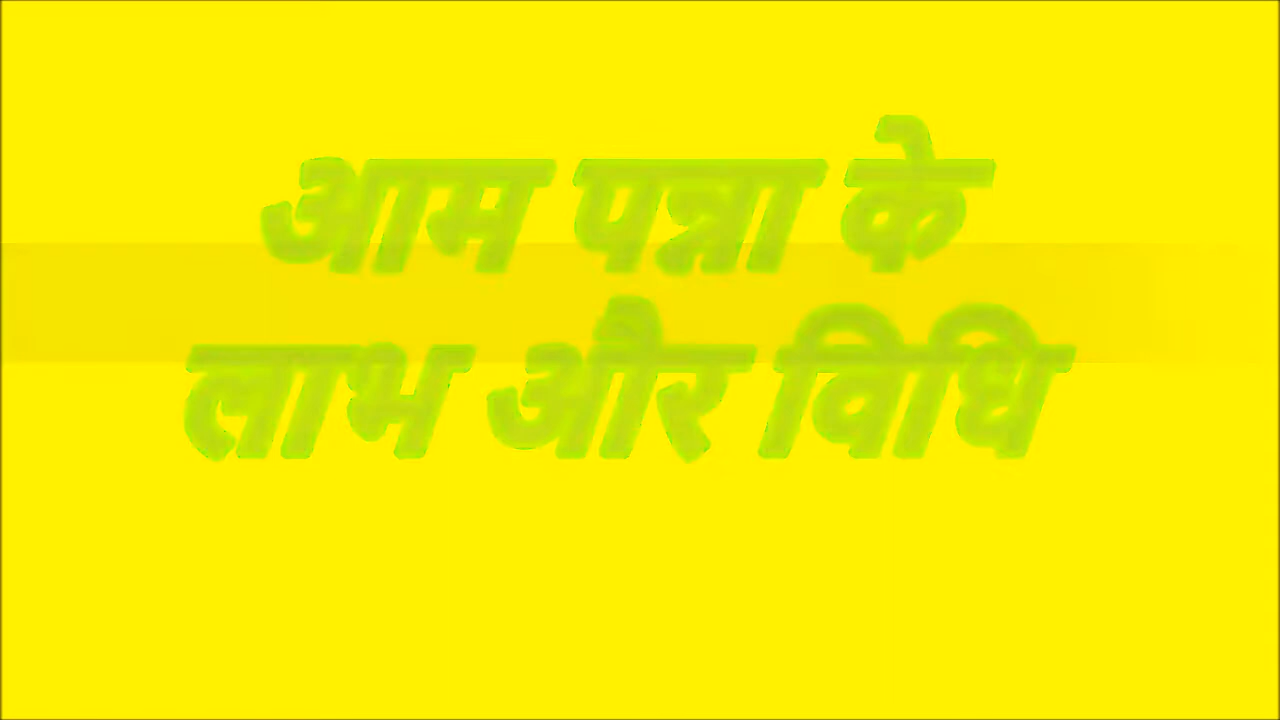 आम पन्ना के
लाभ और विधि